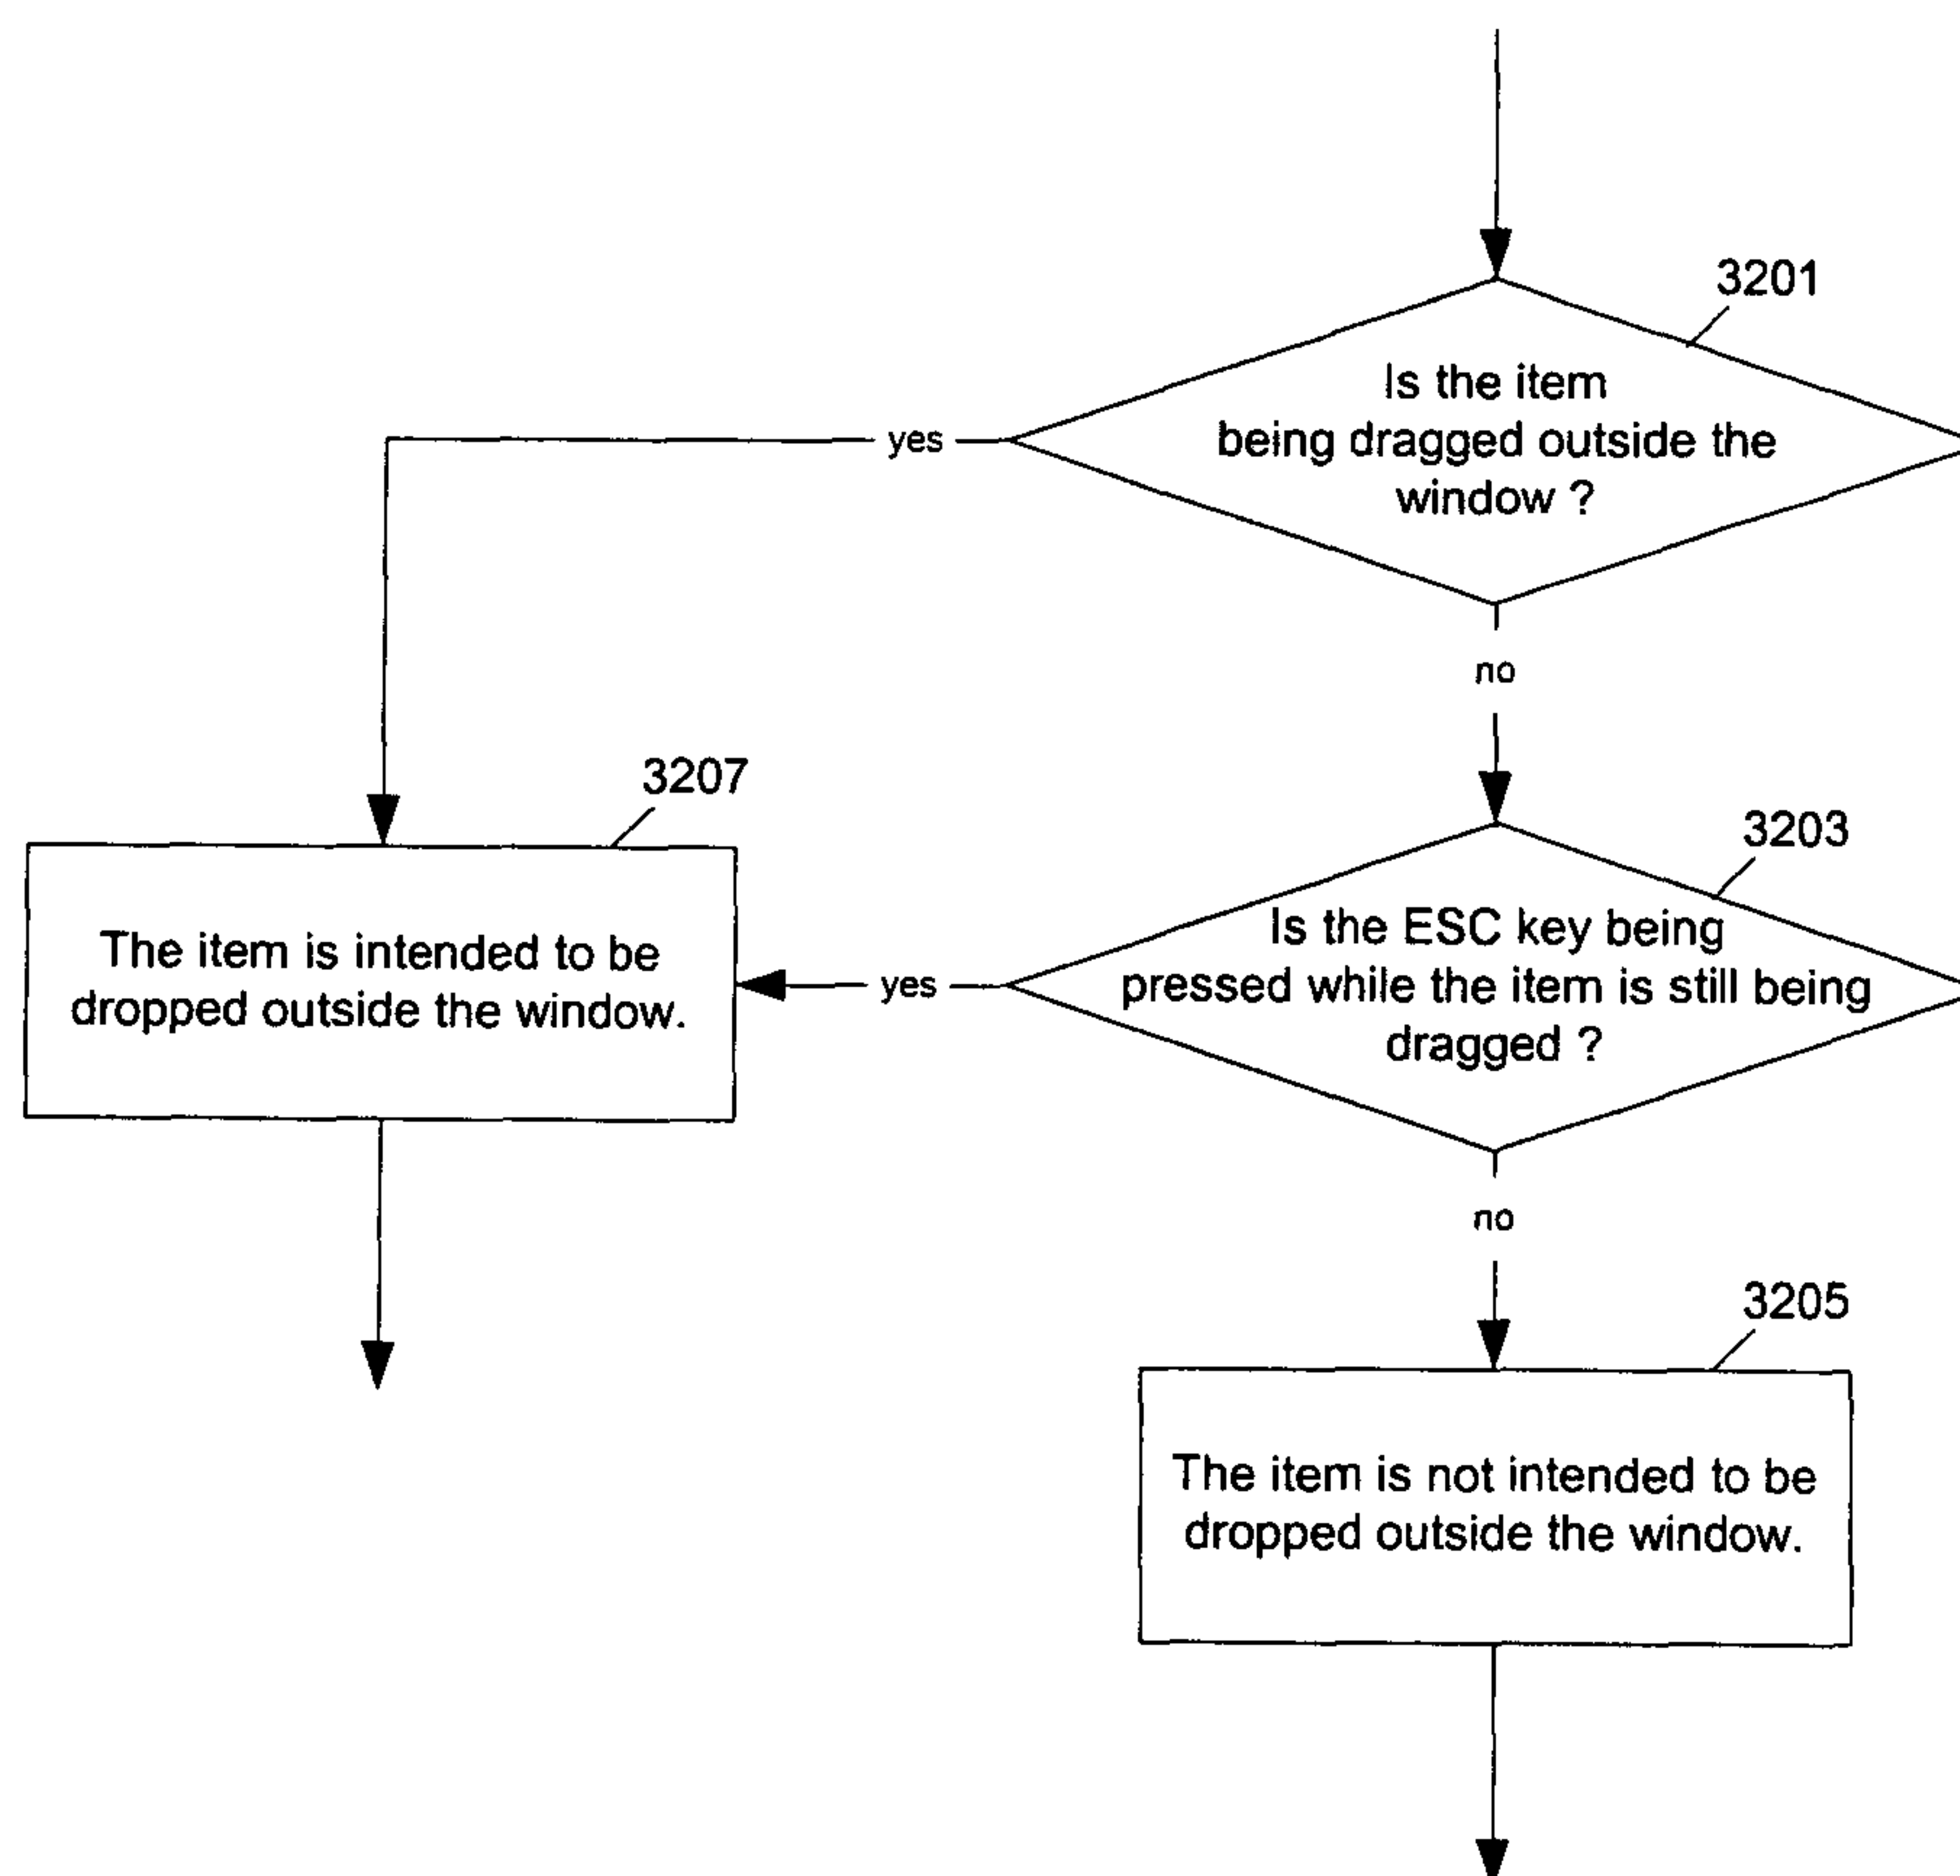 3201
Is the item
being dragged outside the
window ?
yes
no
3207
The item is intended to be
dropped outside the window.
3203
Is the ESC key being
pressed while the item is still being
dragged ?
yes
no
3205
The item is not intended to be
dropped outside the window.